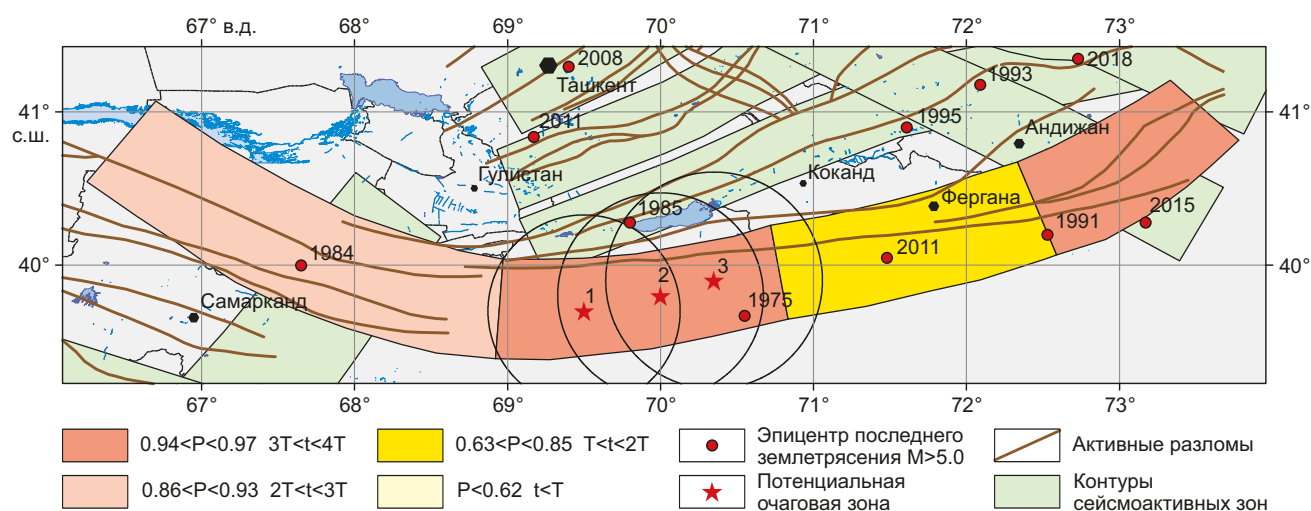 67° в.д.
68°
69°
70°
71°
72°
73°
2008
Ташкент
2018
1993
41°
с.ш.
41°
2011
1995
Андижан
Гулистан
Коканд
1985
Фергана
2015
1991
1984
2011
40°
40°
1
2
3
1975
Самарканд
67°
68°
69°
70°
71°
72°
73°
0.94<P<0.97 3T<t<4T
0.86<P<0.93 2T<t<3T
0.63<P<0.85 T<t<2T
P<0.62 t<T
Эпицентр последнего
землетрясения M>5.0
Потенциальная
очаговая зона
Активные разломы
Контуры
сейсмоактивных зон